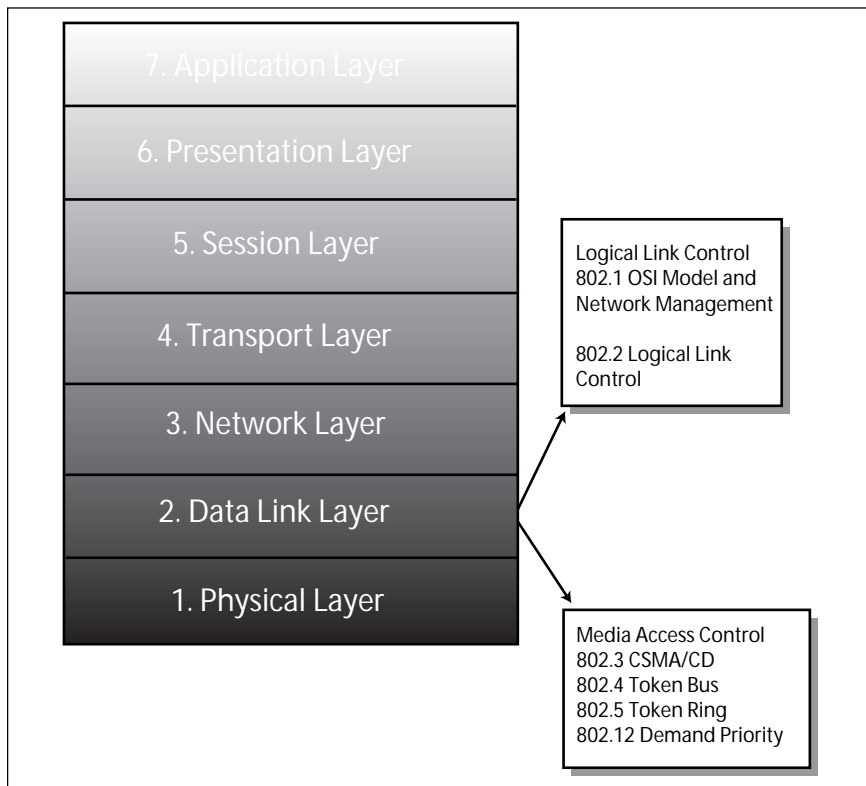 7. Application Layer
6. Presentation Layer
5. Session Layer
4. Transport Layer
3. Network Layer
2. Data Link Layer
1. Physical Layer
Logical Link Control
802.1 OSI Model and
Network Management
802.2 Logical Link
Control
Media Access Control
802.3 CSMA/CD
802.4 Token Bus
802.5 Token Ring
802.12 Demand Priority